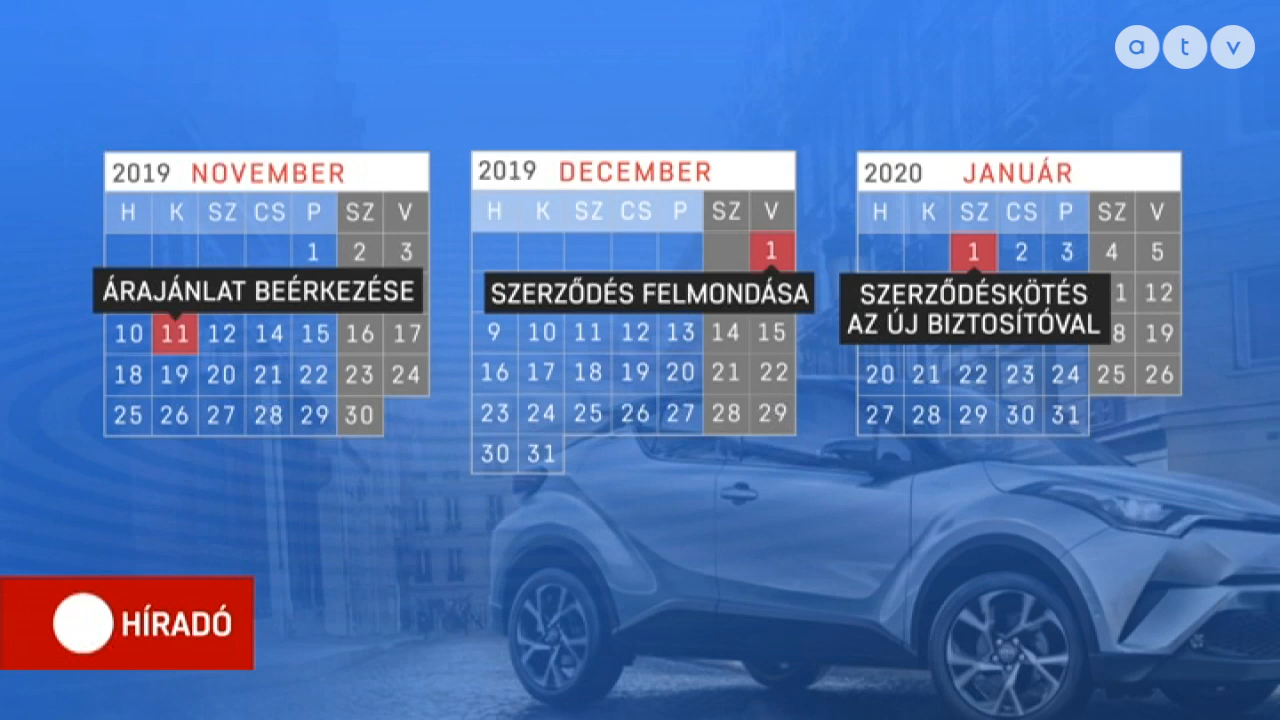 a t v
2019 NOVEMBER
H K SZ CS P SZ V
1 2 3
ÁRAJÁNLAT BEÉRKEZÉSE
10 11 12 14 15 16 17
18 19 20 21 22 23 24
25 26 27 28 29 30
2019 DECEMBER
H K SZ CS P SZ V
1
SZERZŐDÉS FELMONDÁSA
9 10 11 12 13 14 15
16 17 18 19 20 21 22
23 24 25 26 27 28 29
30 31
2020 JANUÁR
H K SZ CS P SZ V
1 2 3 4 5
SZERZŐDÉSKÖTÉS
AZ ÚJ BIZTOSÍTÓVAL
12
19
20 21 22 23 24 25 26
27 28 29 30 31
HÍRADÓ